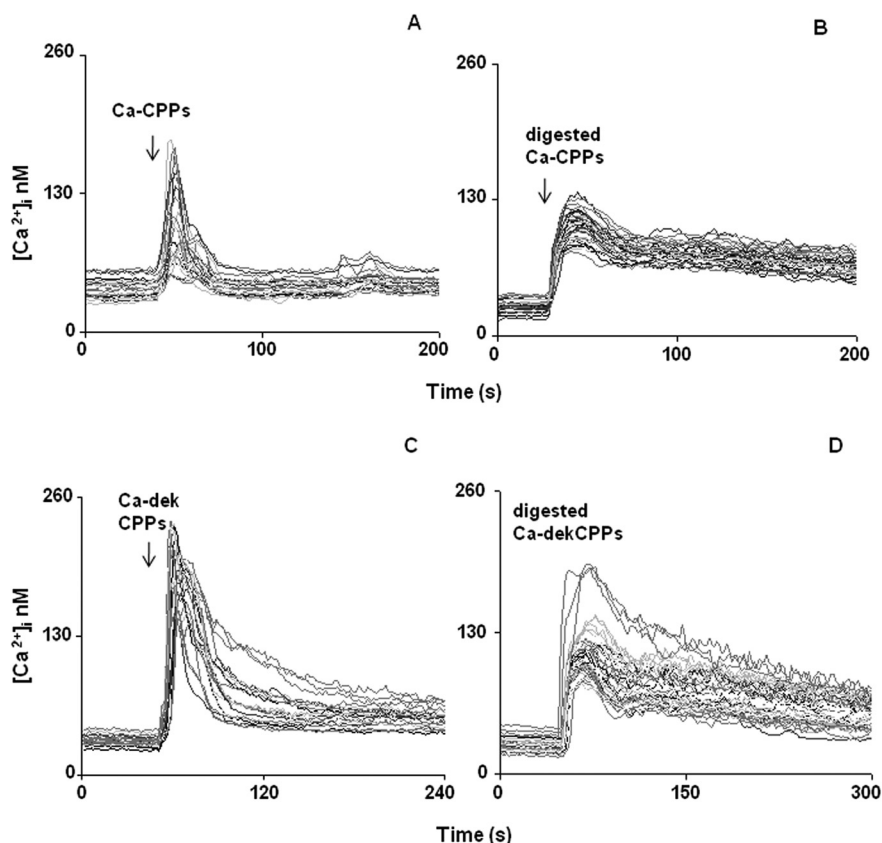 A
260
Ca-CPPs
130
[Ca²⁺]ᵢ nM
0
0 100 200
B
260
digested
Ca-CPPs
130
0
0 100 200
Time (s)
C
260
Ca-dek
CPPs
130
[Ca²⁺]ᵢ nM
0
0 120 240
D
260
digested
Ca-dekCPPs
130
0
0 150 300
Time (s)